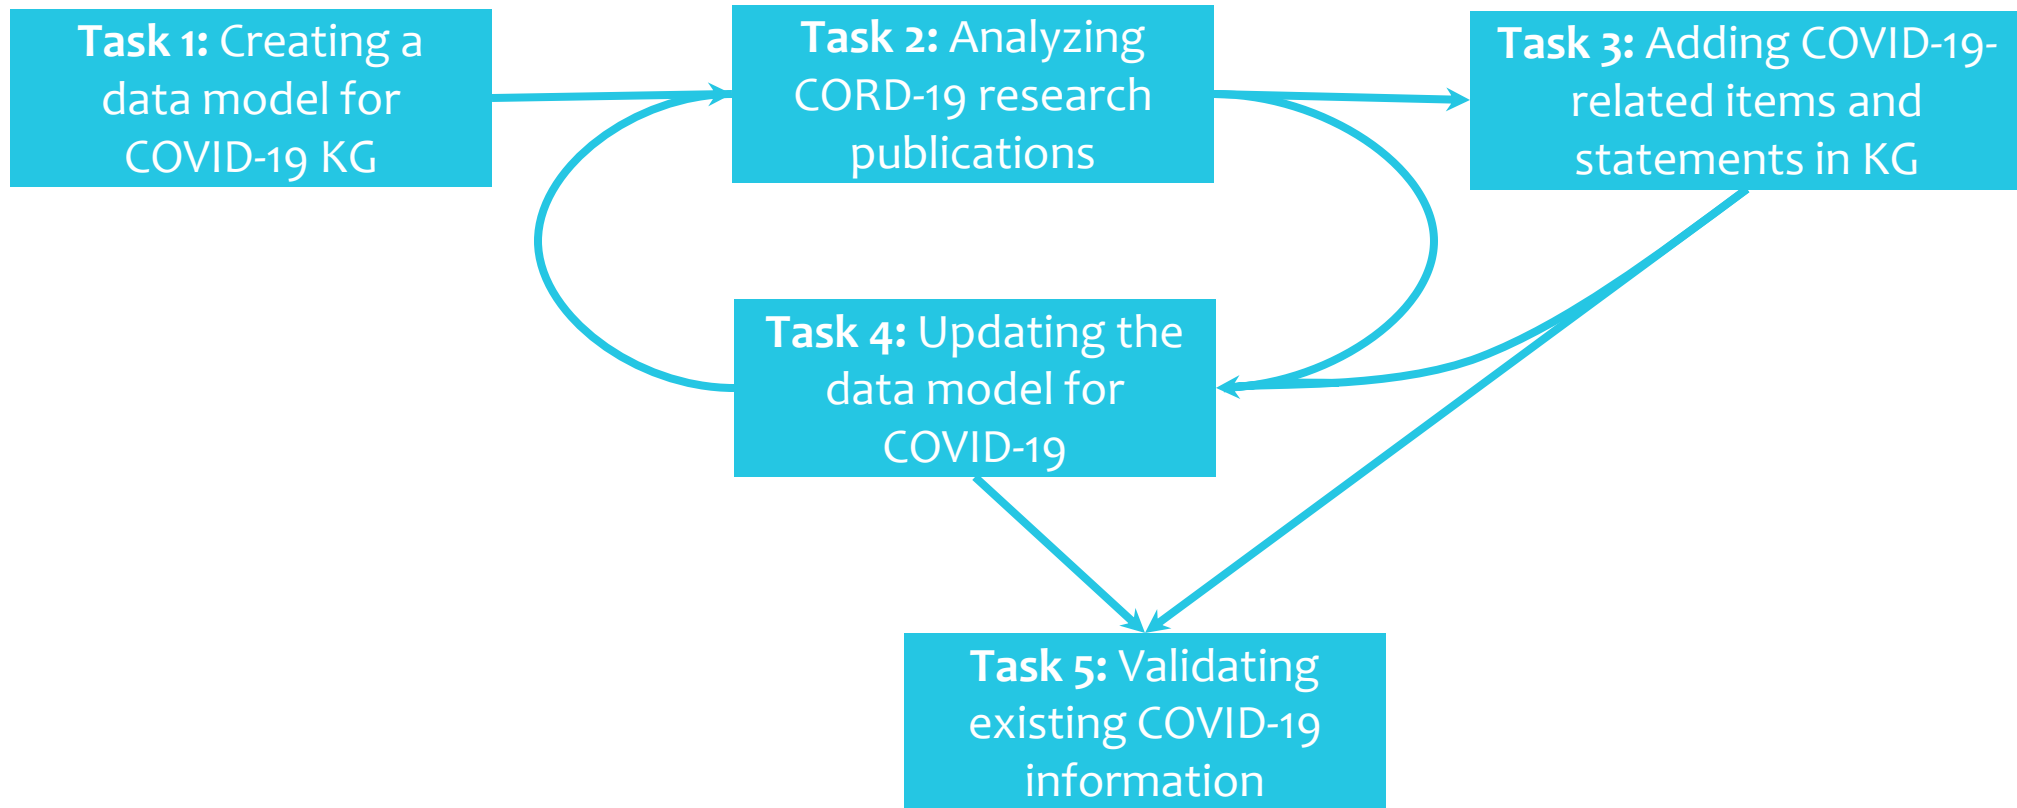 Task 1: Creating a
data model for
COVID-19 KG
Task 2: Analyzing
CORD-19 research
publications
Task 3: Adding COVID-19-
related items and
statements in KG
Task 4: Updating the
data model for
COVID-19
Task 5: Validating
existing COVID-19
information